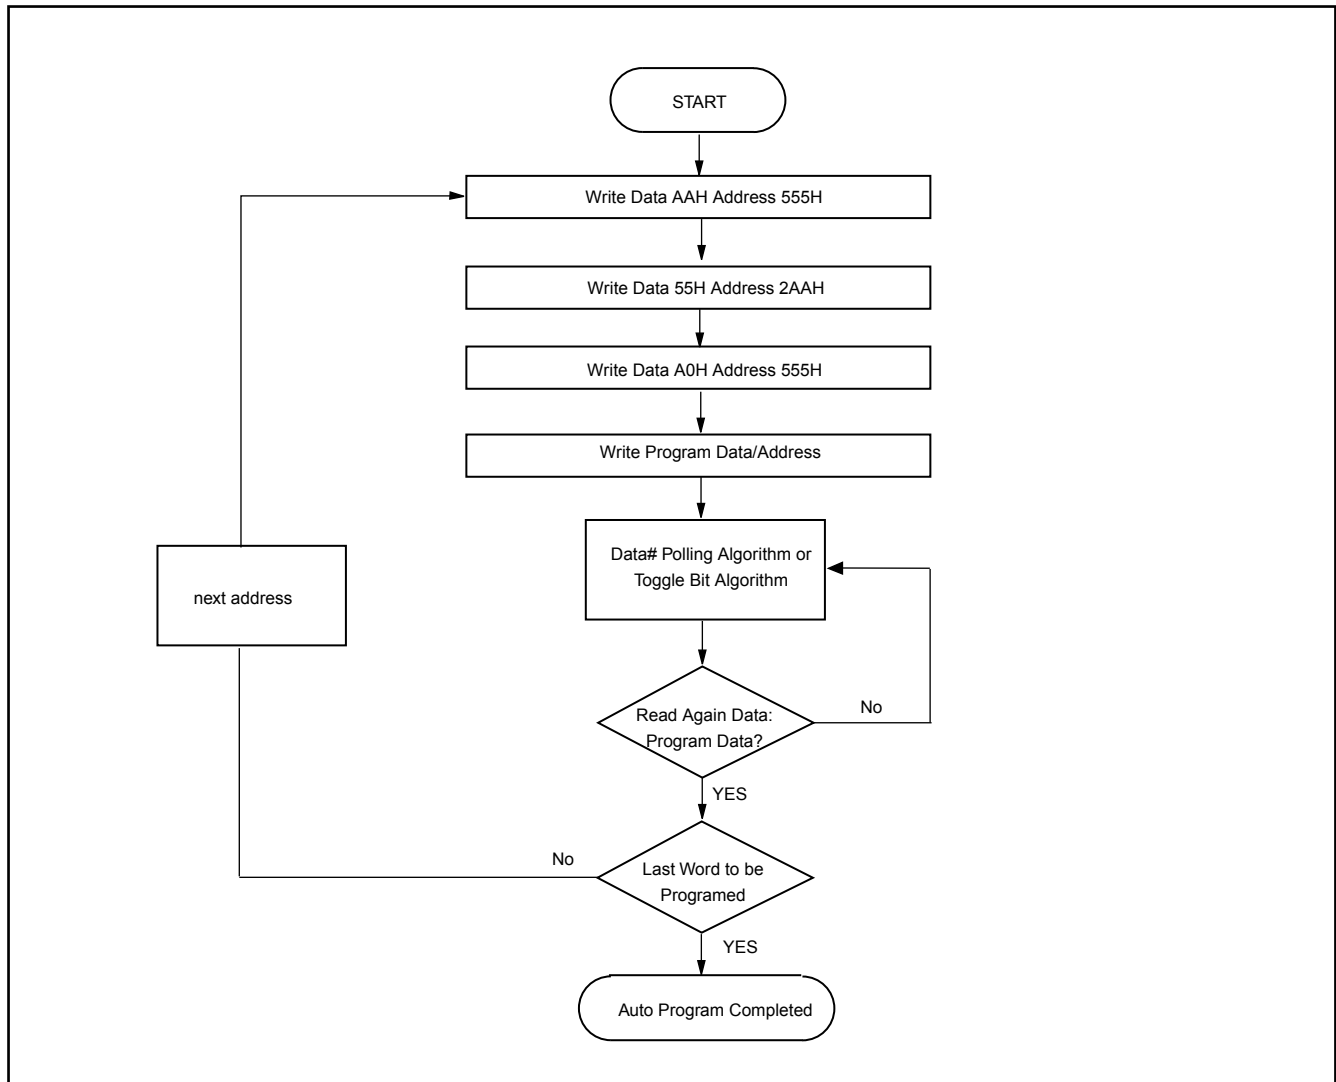 START
Write Data AAH Address 555H
Write Data 55H Address 2AAH
Write Data A0H Address 555H
Write Program Data/Address
Data# Polling Algorithm or
Toggle Bit Algorithm
next address
Read Again Data:
Program Data?
No
YES
No
Last Word to be
Programed
YES
Auto Program Completed